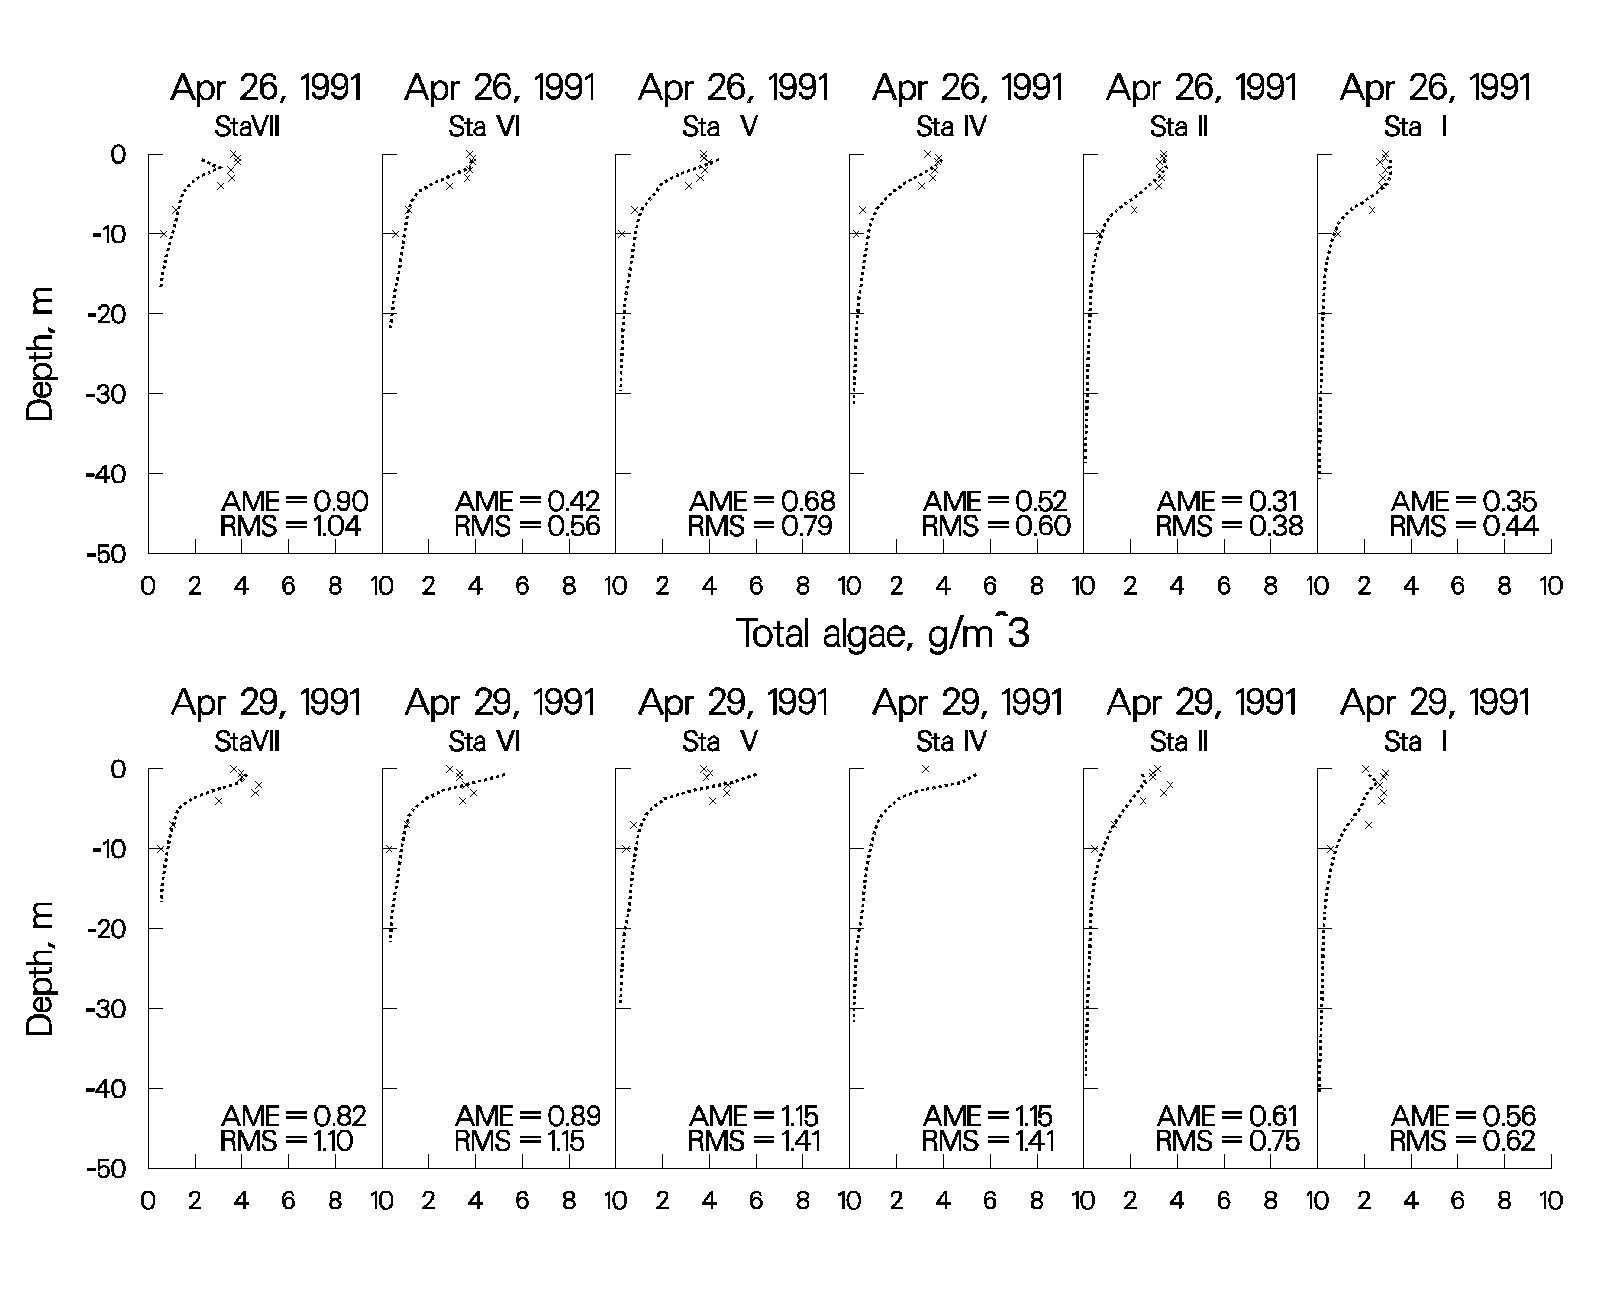 Apr 26, 1991 Apr 26, 1991 Apr 26, 1991 Apr 26, 1991 Apr 26, 1991 Apr 26, 1991
StaVII Sta VI Sta V Sta IV Sta II Sta I
0
-10
-20
-30
-40
-50
Depth, m
AME = 0.90 AME = 0.42 AME = 0.68 AME = 0.52 AME = 0.31 AME = 0.35
RMS = 1.04 RMS = 0.56 RMS = 0.79 RMS = 0.60 RMS = 0.38 RMS = 0.44
0 2 4 6 8 10 2 4 6 8 10 2 4 6 8 10 2 4 6 8 10 2 4 6 8 10 2 4 6 8 10
Total algae, g/m^3
Apr 29, 1991 Apr 29, 1991 Apr 29, 1991 Apr 29, 1991 Apr 29, 1991 Apr 29, 1991
StaVII Sta VI Sta V Sta IV Sta II Sta I
0
-10
-20
-30
-40
-50
Depth, m
AME = 0.82 AME = 0.89 AME = 1.15 AME = 1.15 AME = 0.61 AME = 0.56
RMS = 1.10 RMS = 1.15 RMS = 1.41 RMS = 1.41 RMS = 0.75 RMS = 0.62
0 2 4 6 8 10 2 4 6 8 10 2 4 6 8 10 2 4 6 8 10 2 4 6 8 10 2 4 6 8 10